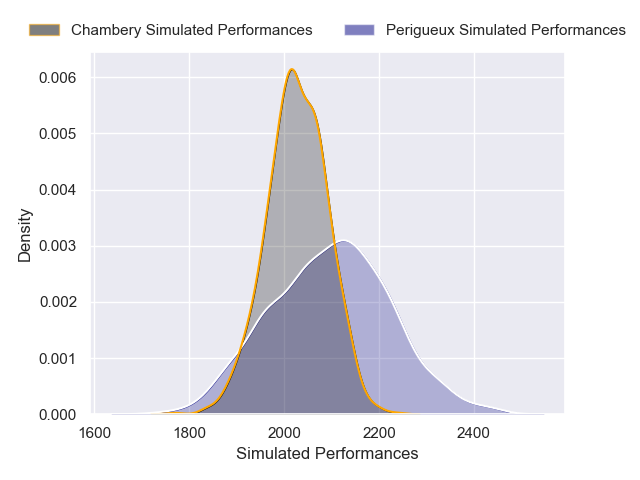 Chambery Simulated Performances
Perigueux Simulated Performances
0.006
0.005
0.004
0.003
0.002
0.001
0.000
Density
1600 1800 2000 2200 2400
Simulated Performances